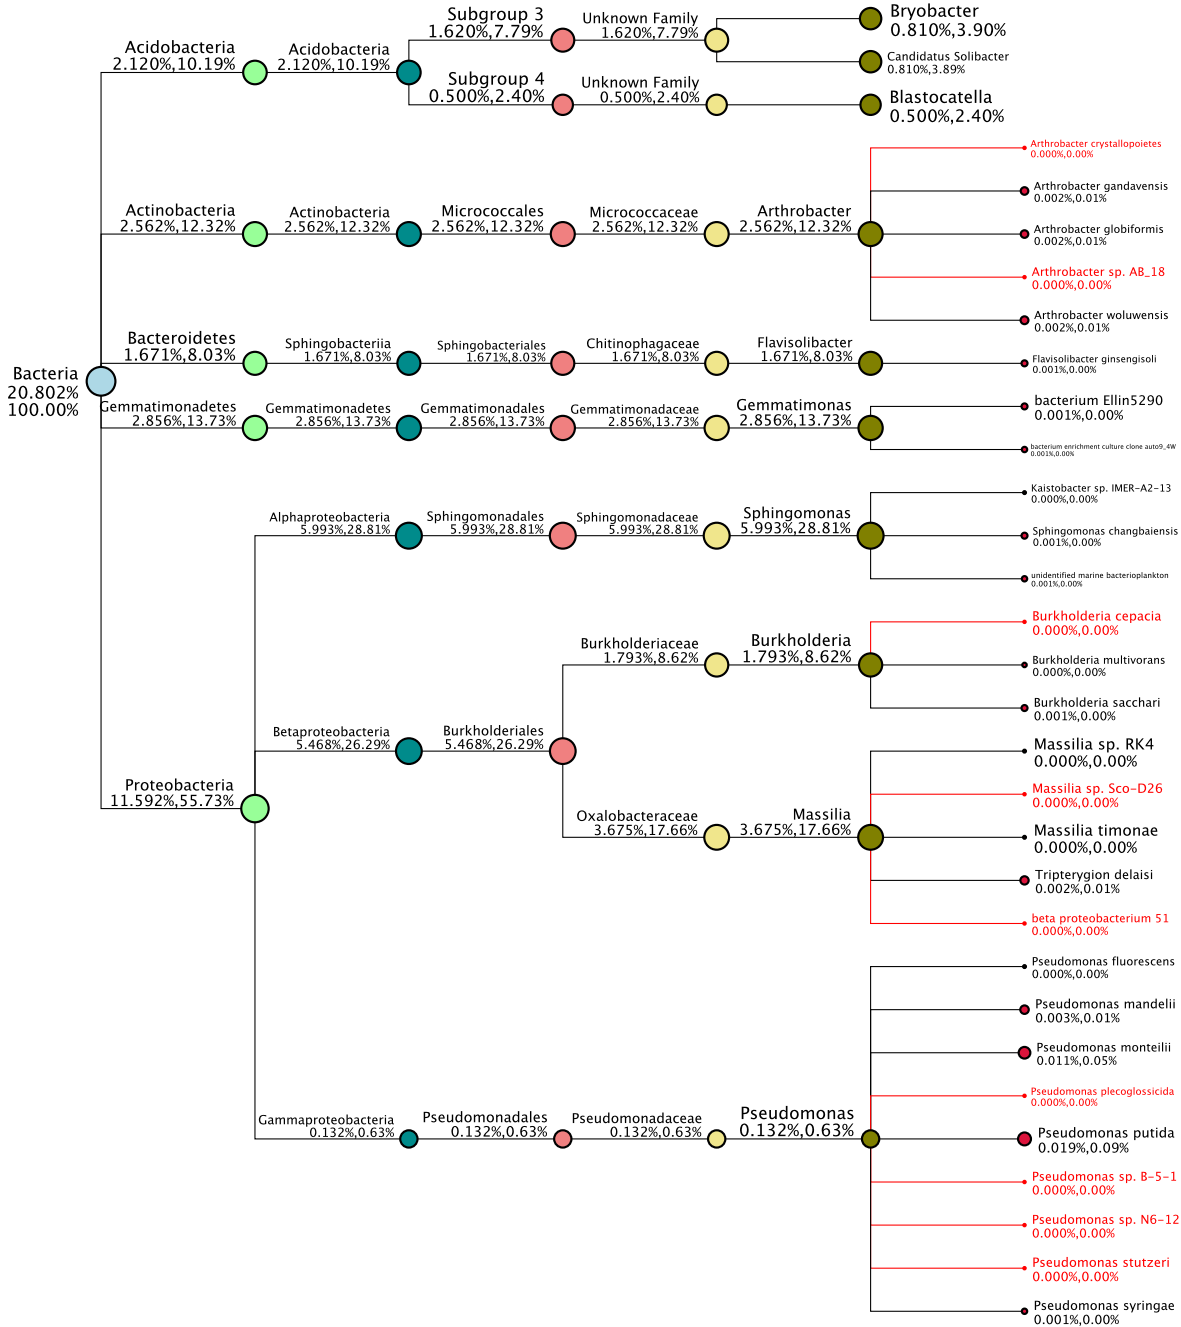 Bacteria
20.802%
100.00%
Acidobacteria
2.120%,10.19%
Acidobacteria
2.120%,10.19%
Subgroup 3
1.620%,7.79%
Unknown Family
1.620%,7.79%
Bryobacter
0.810%,3.90%
Candidatus Solibacter
0.810%,3.89%
Subgroup 4
0.500%,2.40%
Unknown Family
0.500%,2.40%
Blastocatella
0.500%,2.40%
Actinobacteria
2.562%,12.32%
Actinobacteria
2.562%,12.32%
Micrococcales
2.562%,12.32%
Micrococcaceae
2.562%,12.32%
Arthrobacter
2.562%,12.32%
Arthrobacter crystallopoietes
0.000%,0.00%
Arthrobacter gandavensis
0.002%,0.01%
Arthrobacter globiformis
0.002%,0.01%
Arthrobacter sp. AB_18
0.000%,0.00%
Arthrobacter woluwensis
0.002%,0.01%
Bacteroidetes
1.671%,8.03%
Sphingobacteriia
1.671%,8.03%
Sphingobacteriales
1.671%,8.03%
Chitinophagaceae
1.671%,8.03%
Flavisolibacter
1.671%,8.03%
Flavisolibacter ginsengisoli
0.001%,0.00%
Gemmatimonadetes
2.856%,13.73%
Gemmatimonadetes
2.856%,13.73%
Gemmatimonadales
2.856%,13.73%
Gemmatimonadaceae
2.856%,13.73%
Gemmatimonas
2.856%,13.73%
bacterium Ellin5290
0.001%,0.00%
bacterium enrichment culture clone auto9_4W
0.001%,0.00%
Proteobacteria
11.592%,55.73%
Alphaproteobacteria
5.993%,28.81%
Sphingomonadales
5.993%,28.81%
Sphingomonadaceae
5.993%,28.81%
Sphingomonas
5.993%,28.81%
Kaistobacter sp. IMER-A2-13
0.000%,0.00%
Sphingomonas changbaiensis
0.001%,0.00%
unidentified marine bacterioplankton
0.001%,0.00%
Betaproteobacteria
5.468%,26.29%
Burkholderiales
5.468%,26.29%
Burkholderiaceae
1.793%,8.62%
Burkholderia
1.793%,8.62%
Burkholderia cepacia
0.000%,0.00%
Burkholderia multivorans
0.000%,0.00%
Burkholderia sacchari
0.001%,0.00%
Oxalobacteraceae
3.675%,17.66%
Massilia
3.675%,17.66%
Massilia sp. RK4
0.000%,0.00%
Massilia sp. Sco-D26
0.000%,0.00%
Massilia timonae
0.000%,0.00%
Tripterygion delaisi
0.002%,0.01%
beta proteobacterium 51
0.000%,0.00%
Gammaproteobacteria
0.132%,0.63%
Pseudomonadales
0.132%,0.63%
Pseudomonadaceae
0.132%,0.63%
Pseudomonas
0.132%,0.63%
Pseudomonas fluorescens
0.000%,0.00%
Pseudomonas mandelii
0.003%,0.01%
Pseudomonas monteilii
0.011%,0.05%
Pseudomonas plecoglossicida
0.000%,0.00%
Pseudomonas putida
0.019%,0.09%
Pseudomonas sp. B-5-1
0.000%,0.00%
Pseudomonas sp. N6-12
0.000%,0.00%
Pseudomonas stutzeri
0.000%,0.00%
Pseudomonas syringae
0.001%,0.00%